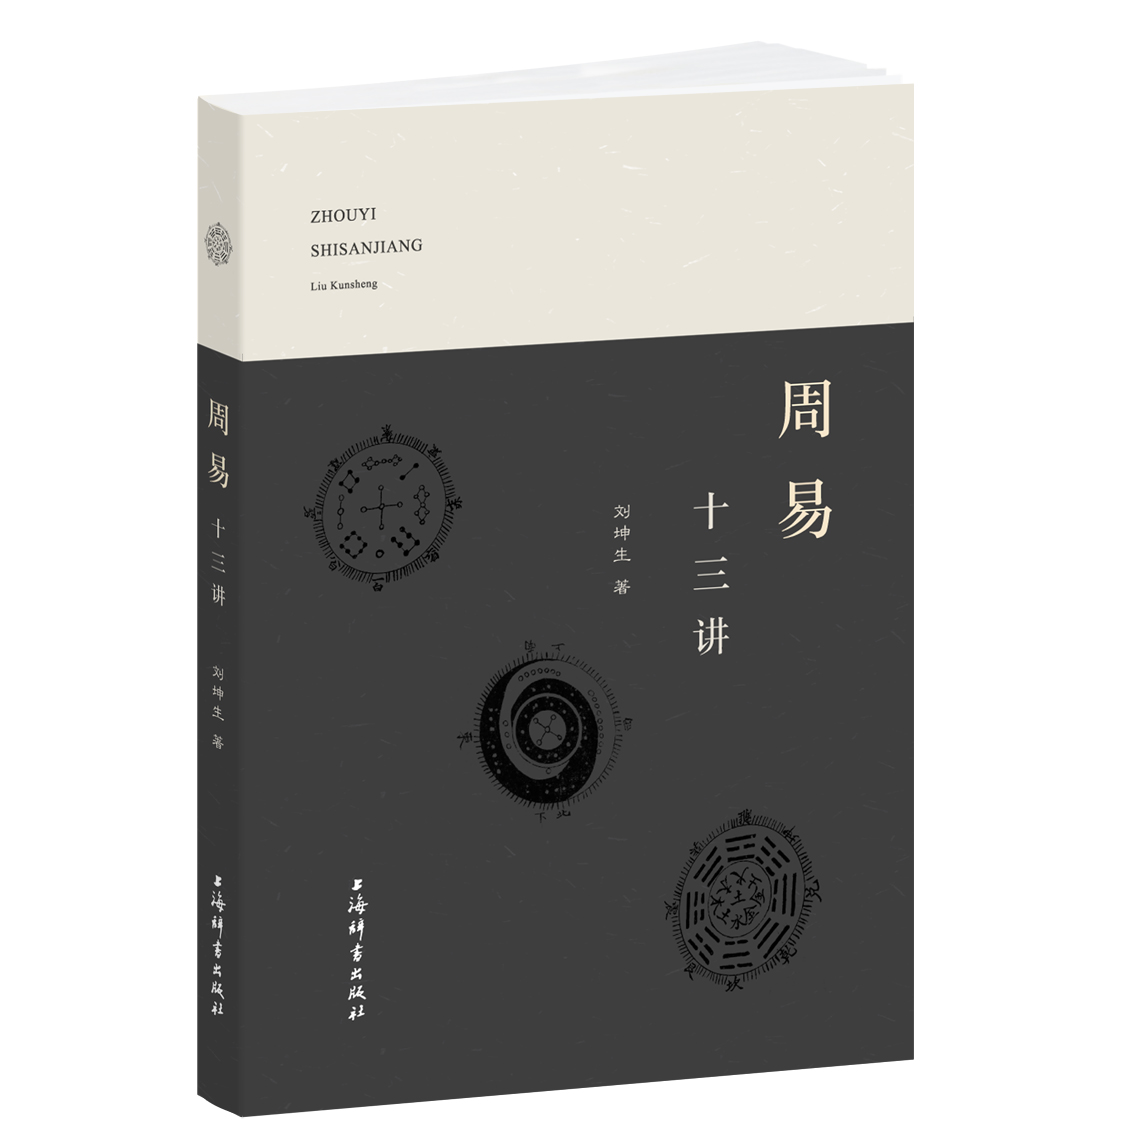 ZHOUYI
SHISANJIANG
Liu Kunsheng
周易
十三讲
刘坤生 著
上海辞书出版社
周易 十三讲 刘坤生 著 上海辞书出版社